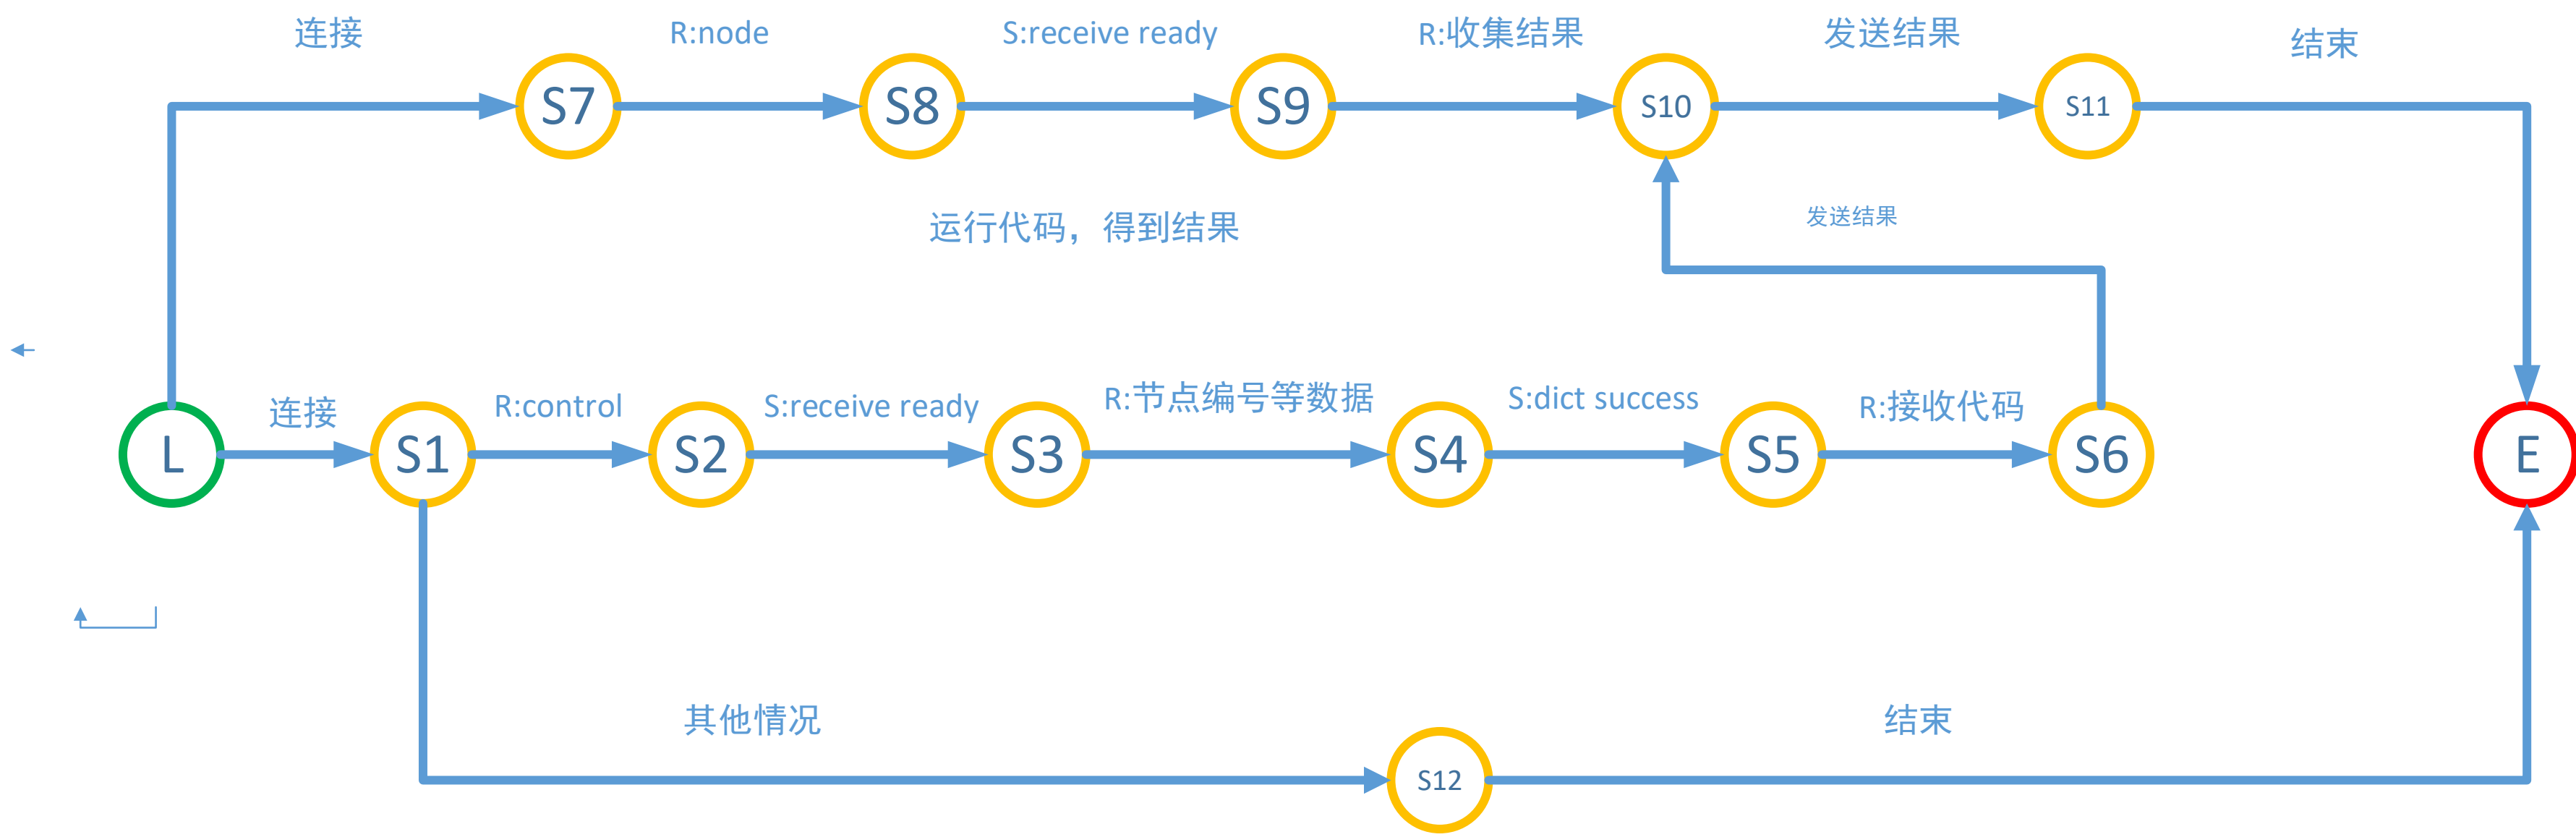 连接
R:node
S:receive ready
R:收集结果
发送结果
结束
S7
S8
S9
S10
S11
运行代码，得到结果
发送结果
连接
R:control
S:receive ready
R:节点编号等数据
S:dict success
R:接收代码
L
S1
S2
S3
S4
S5
S6
E
其他情况
结束
S12